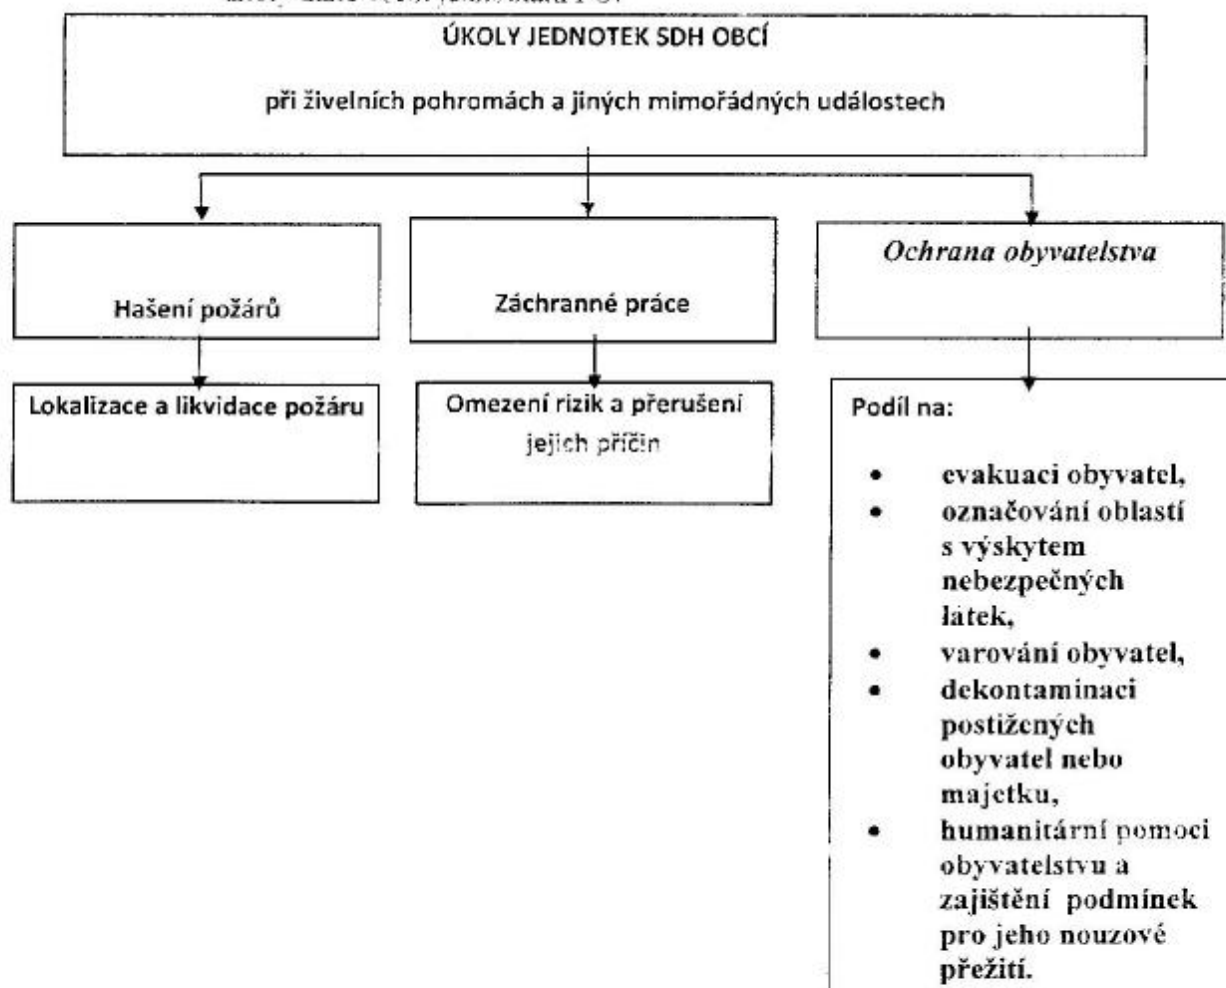 ÚKOLY JEDNOTEK SDH OBCÍ
při živelních pohromách a jiných mimořádných událostech
Hašení požárů
Záchranné práce
Ochrana obyvatelstva
Lokalizace a likvidace požáru
Omezení rizik a přerušení
jejich příčin
Podíl na:
• evakuaci obyvatel,
• označování oblastí
s výskytem
nebezpečných
látek,
• varování obyvatel,
• dekontaminaci
postižených
obyvatel nebo
majetku,
• humanitární pomoci
obyvatelstvu a
zajištění podmínek
pro jeho nouzové
přežití.